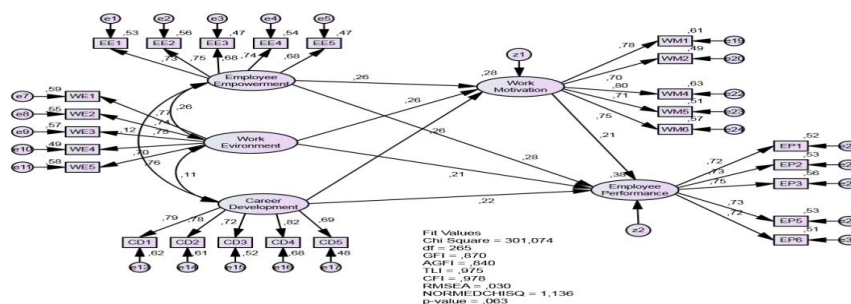 e1 e2 e3 e4 e5
,53 ,56 ,47 ,54 ,47
EE1 EE2 EE3 EE4 EE5
,73 ,75 ,68 ,74 ,68
Employee
Empowerment
e7 ,59 WE1
e8 ,55 WE2
e9 ,57 WE3
e10 ,49 WE4
e11 ,58 WE5
,77
,74
,75
,70
,76
,26
,12
,11
Work
Evironment
Career
Development
,79 ,78 ,72 ,82 ,69
CD1 CD2 CD3 CD4 CD5
,62 ,61 ,52 ,68 ,48
e13 e14 e15 e16 e17
,26
,26
,26
,28
,21
,22
z1
,28
Work
Motivation
,78
,70
,80
,71
,75
,61
WM1 e19
,49
WM2 e20
,63
WM4 e22
,51
WM5 e23
,57
WM6 e24
,21
,38
Employee
Performance
z2
,72
,73
,75
,73
,72
,52
EP1
,53
EP2
,56
EP3
,53
EP5
,51
EP6
Fit Values
Chi Square = 301,074
df = 265
GFI = ,870
AGFI = ,840
TLI = ,975
CFI = ,978
RMSEA = ,030
NORMEDCHISQ = 1,136
p-value = ,063